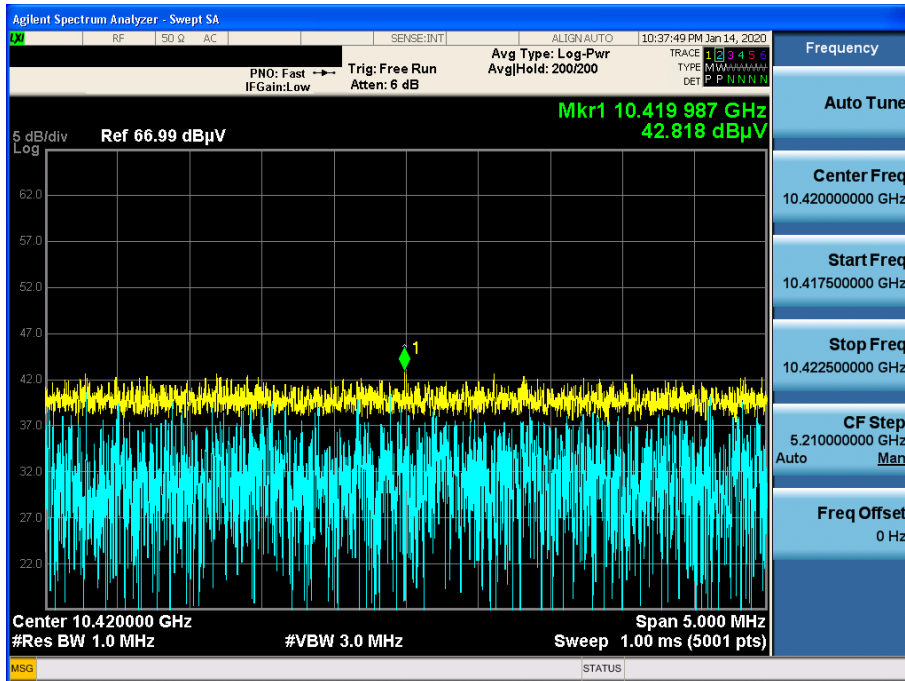 Agilent Spectrum Analyzer - Swept SA
LXI RF 50 Ω AC SENSE:INT ALIGN AUTO 10:37:49 PM Jan 14, 2020
PNO: Fast
IFGain:Low
Trig: Free Run
Atten: 6 dB
Avg Type: Log-Pwr
Avg|Hold: 200/200
TRACE 1 2 3 4 5 6
TYPE M W W W W W
DET P P N N N N
Mkr1 10.419 987 GHz
42.818 dBµV
5 dB/div
Log
Ref 66.99 dBµV
62.0
57.0
52.0
47.0
42.0
37.0
32.0
27.0
22.0
1
Center 10.420000 GHz
#Res BW 1.0 MHz
#VBW 3.0 MHz
Span 5.000 MHz
Sweep 1.00 ms (5001 pts)
MSG
STATUS
Frequency
Auto Tune
Center Freq
10.420000000 GHz
Start Freq
10.417500000 GHz
Stop Freq
10.422500000 GHz
CF Step
5.210000000 GHz
Auto Man
Freq Offset
0 Hz